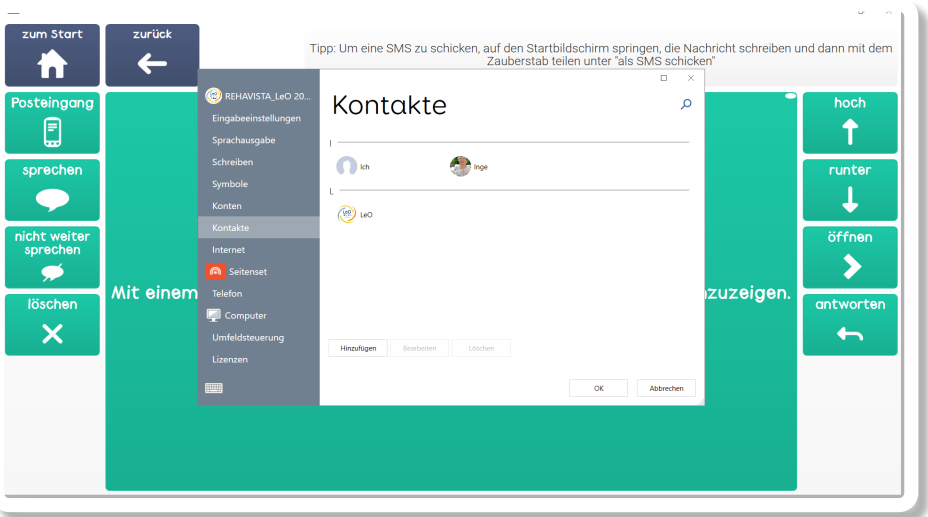 zum Start
zurück
Tipp: Um eine SMS zu schicken, auf den Startbildschirm springen, die Nachricht schreiben und dann mit dem
Zauberstab teilen unter "als SMS schicken"
Posteingang
sprechen
nicht weiter
sprechen
löschen
Mit einem
nzuzeigen.
REHAVISTA_LeO 20...
Eingabeeinstellungen
Sprachausgabe
Schreiben
Symbole
Konten
Kontakte
Internet
Seitenset
Telefon
Computer
Umfeldsteuerung
Lizenzen
Kontakte
I
Ich
Inge
L
LeO
LeO
Hinzufügen
Bearbeiten
Löschen
OK
Abbrechen
hoch
runter
öffnen
antworten